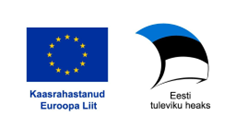 Kaasrahastanud
Euroopa Liit
Eesti
tuleviku heaks